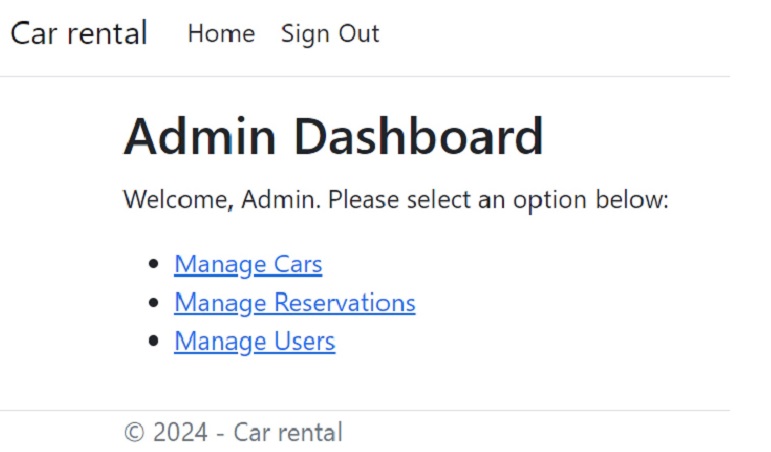 Car rental Home Sign Out
Admin Dashboard
Welcome, Admin. Please select an option below:
Manage Cars
Manage Reservations
Manage Users
© 2024 - Car rental